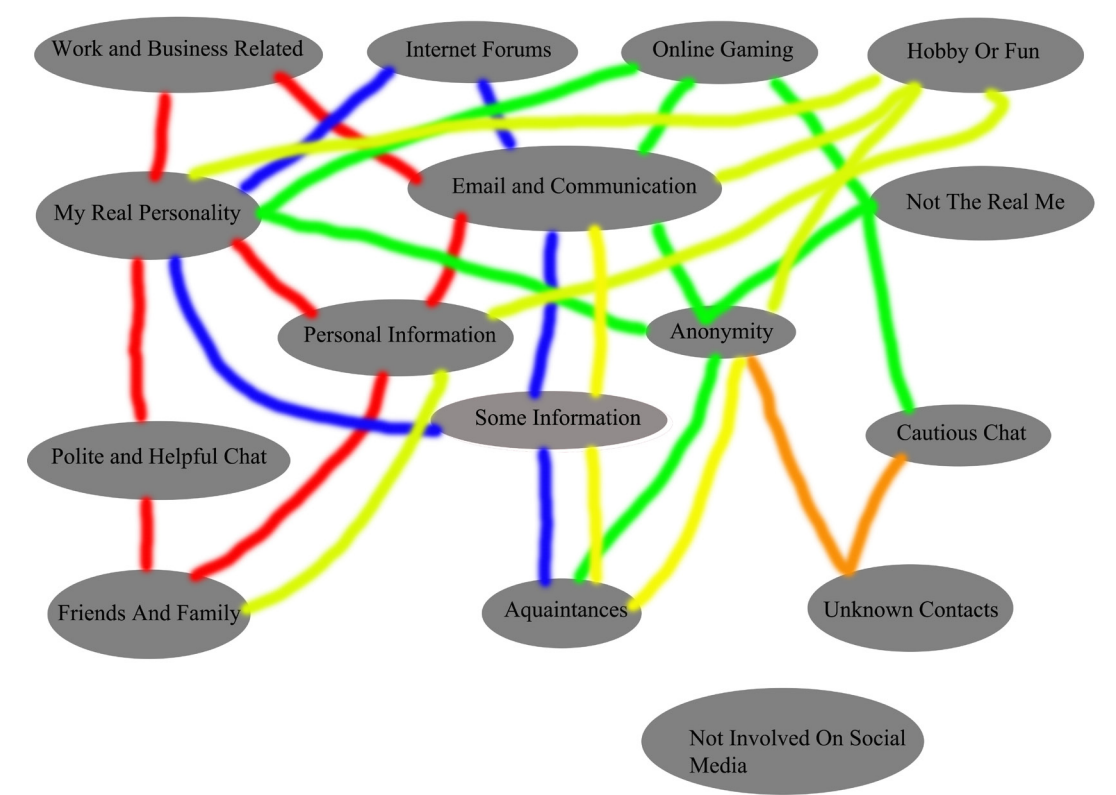 Work and Business Related
Internet Forums
Online Gaming
Hobby Or Fun
My Real Personality
Email and Communication
Not The Real Me
Personal Information
Anonymity
Some Information
Cautious Chat
Polite and Helpful Chat
Friends And Family
Aquaintances
Unknown Contacts
Not Involved On Social
Media